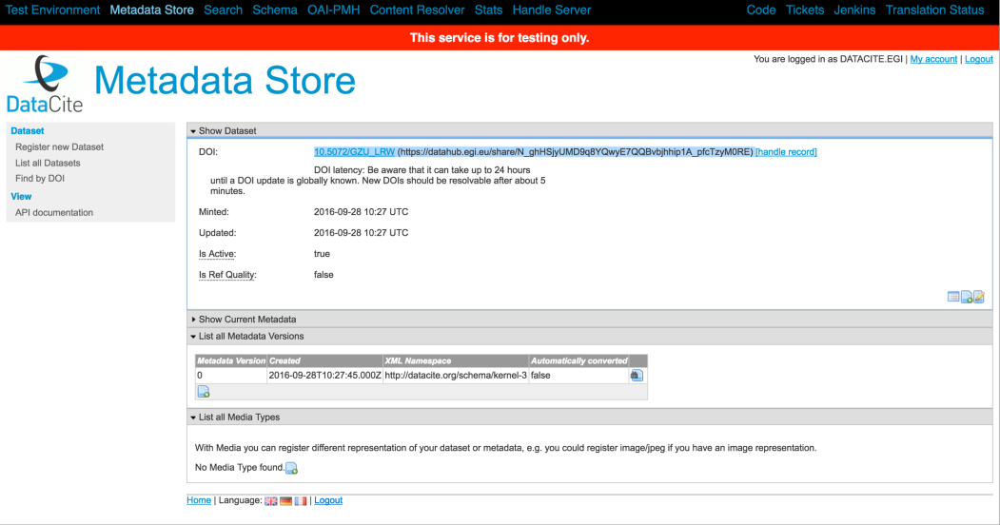 Test Environment Metadata Store Search Schema OAI-PMH Content Resolver Stats Handle Server Code Tickets Jenkins Translation Status
This service is for testing only.
You are logged in as DATACITE.EGI | My account | Logout
DataCite
Metadata Store
Dataset
Register new Dataset
List all Datasets
Find by DOI
View
API documentation
Show Dataset
DOI: 10.5072/GZU_LRW (https://datahub.egi.eu/share/N_ghHSjyUMD9q8YQwyE7QQBvbjhhip1A_pfcTzyM0RE) [handle record]
DOI latency: Be aware that it can take up to 24 hours
until a DOI update is globally known. New DOIs should be resolvable after about 5
minutes.
Minted: 2016-09-28 10:27 UTC
Updated: 2016-09-28 10:27 UTC
Is Active: true
Is Ref Quality: false
Show Current Metadata
List all Metadata Versions
Metadata Version Created XML Namespace Automatically converted
0 2016-09-28T10:27:45.000Z http://datacite.org/schema/kernel-3 false
List all Media Types
With Media you can register different representation of your dataset or metadata, e.g. you could register image/jpeg if you have an image representation.
No Media Type found.
Home | Language: | Logout